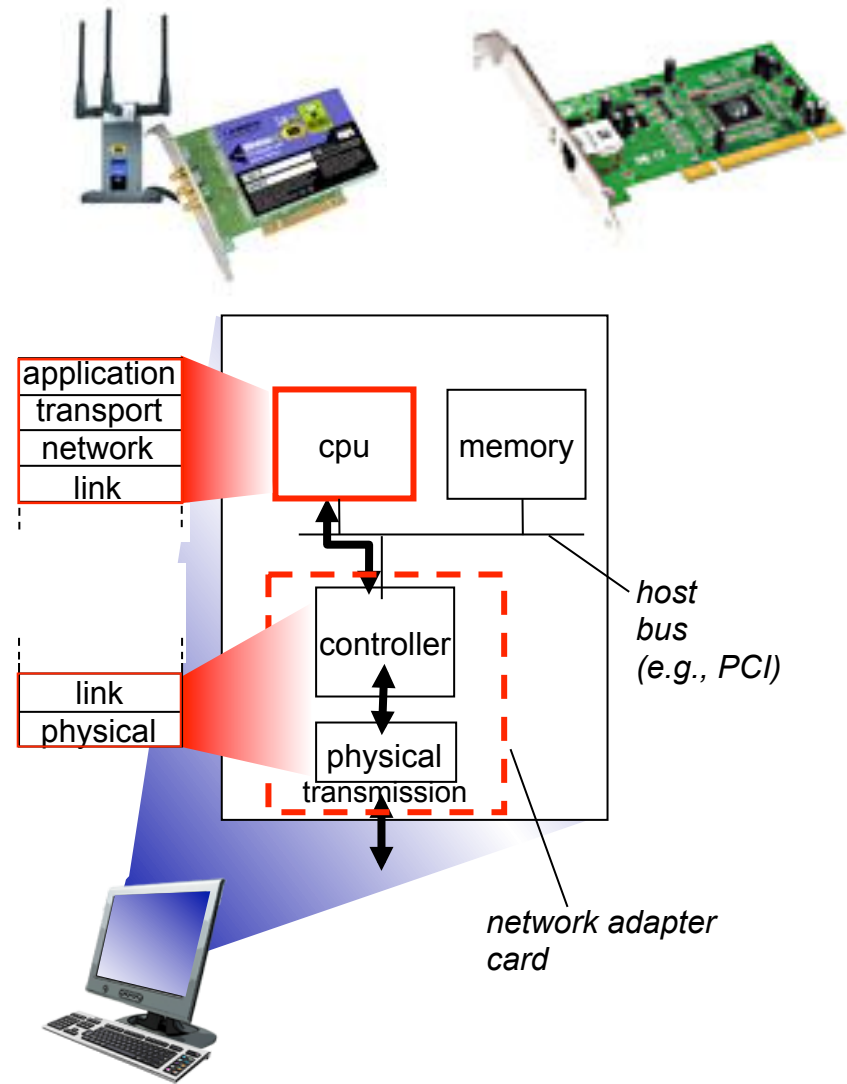 application
transport
network
link
cpu
memory
host
bus
(e.g., PCI)
controller
link
physical
physical
transmission
network adapter
card